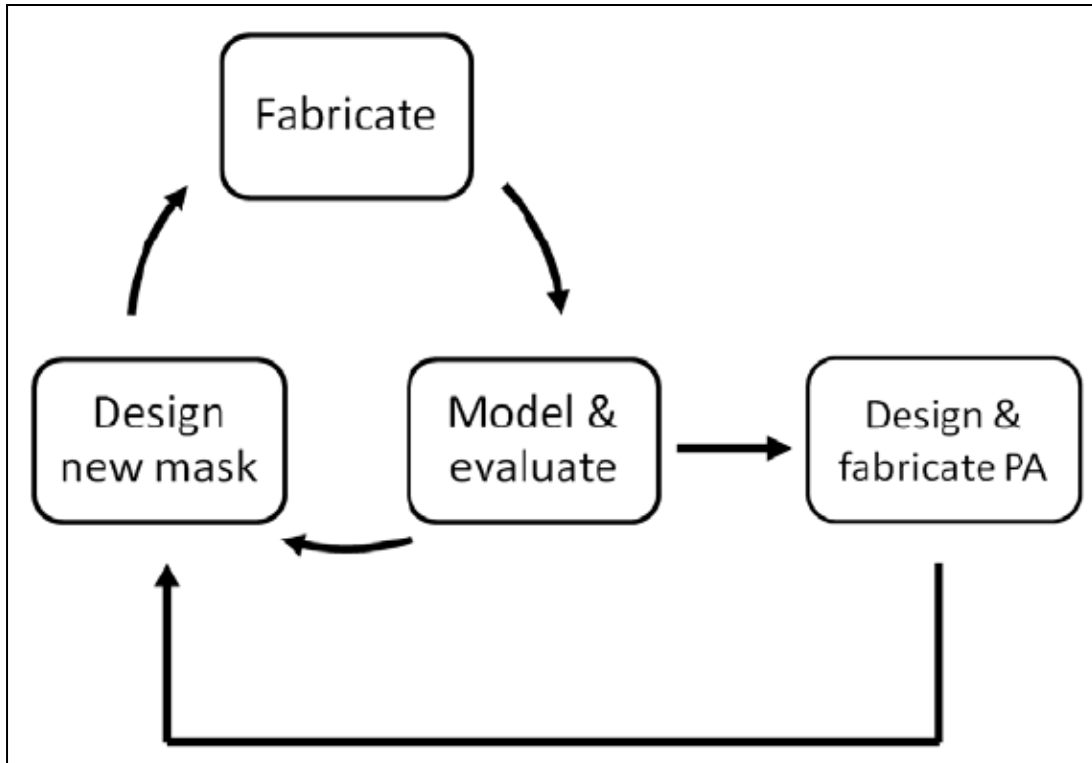 Fabricate
Design
new mask
Model &
evaluate
Design &
fabricate PA